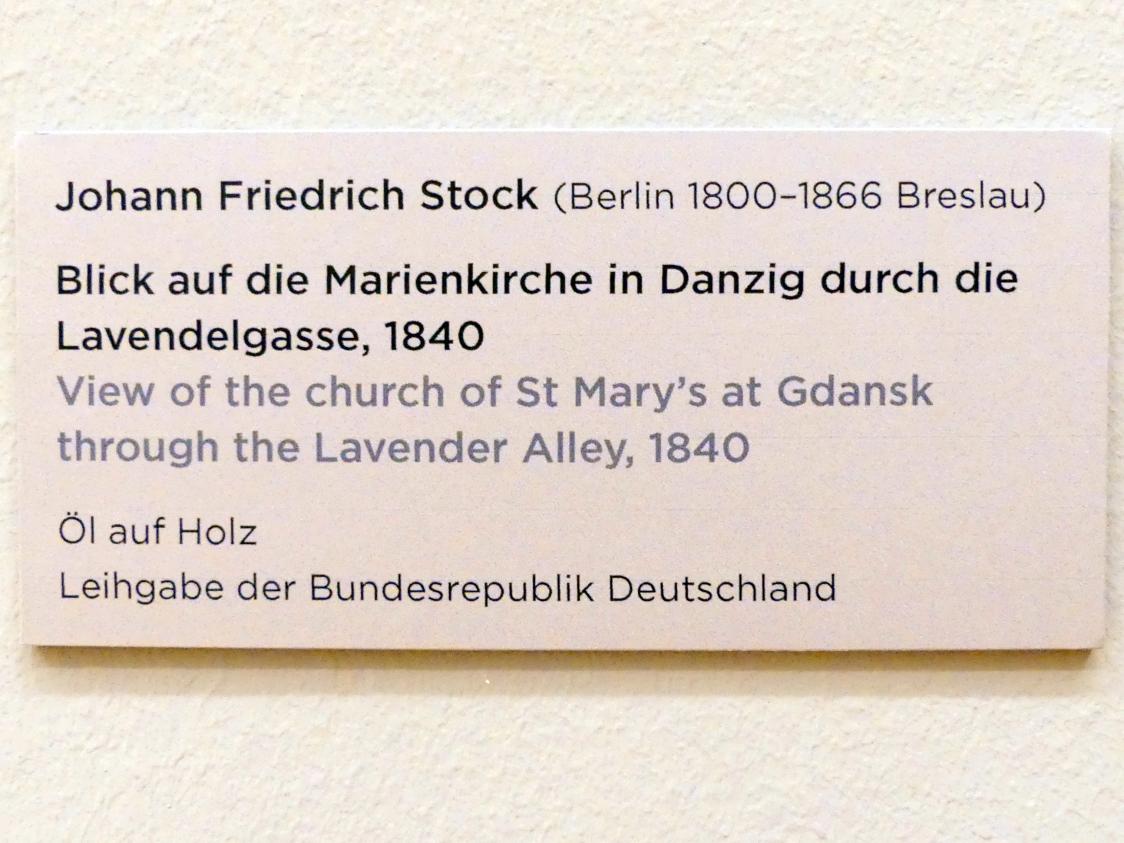 Johann Friedrich Stock (Berlin 1800–1866 Breslau)
Blick auf die Marienkirche in Danzig durch die
Lavendelgasse, 1840
View of the church of St Mary’s at Gdansk
through the Lavender Alley, 1840
Öl auf Holz
Leihgabe der Bundesrepublik Deutschland